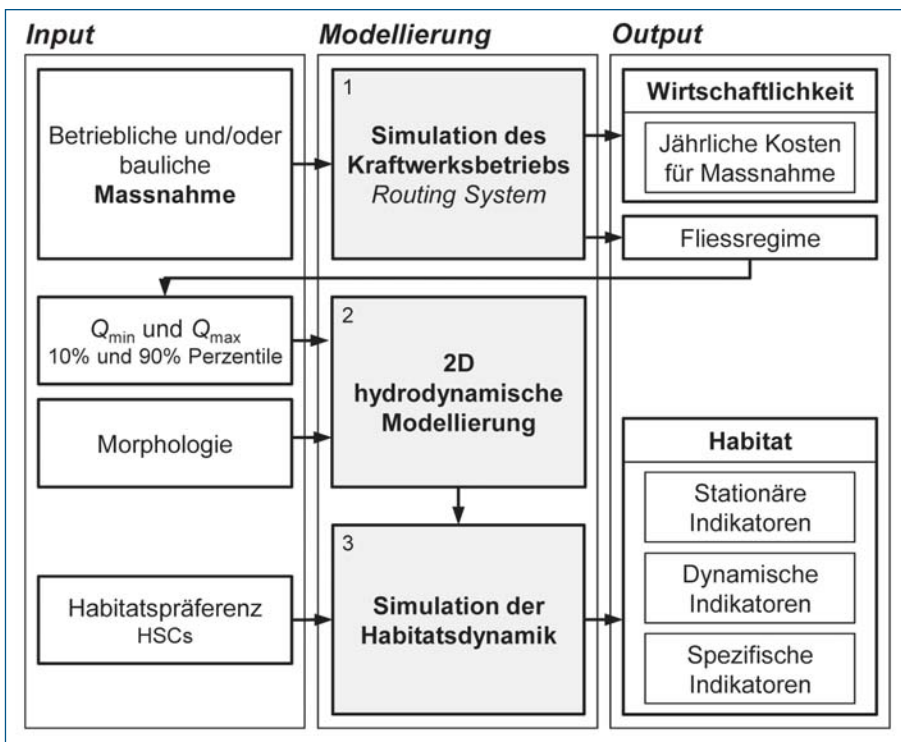 Input
Modellierung
Output
Betriebliche und/oder
bauliche
Massnahme
1
Simulation des
Kraftwerksbetriebs
Routing System
Wirtschaftlichkeit
Jährliche Kosten
für Massnahme
Fliessregime
Qmin und Qmax
10% und 90% Perzentile
Morphologie
2
2D
hydrodynamische
Modellierung
Habitatspräferenz
HSCs
3
Simulation der
Habitatsdynamik
Habitat
Stationäre
Indikatoren
Dynamische
Indikatoren
Spezifische
Indikatoren